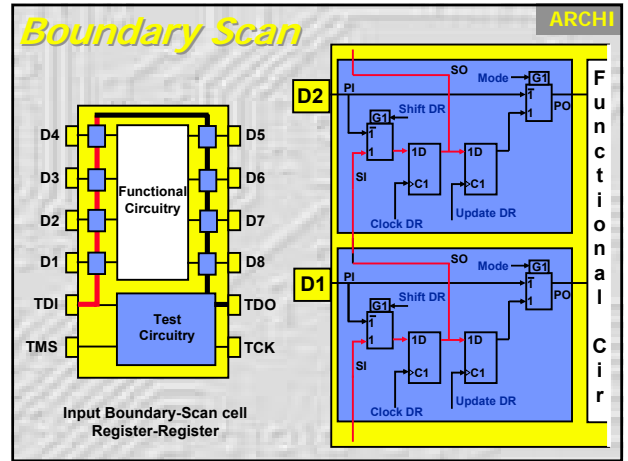 Boundary Scan
ARCHI
D4
D5
D3
D6
Functional
Circuitry
D2
D7
D1
D8
TDI
TDO
Test
Circuitry
TMS
TCK
Input Boundary-Scan cell
Register-Register
D2
PI
SO
Mode
G1
1
1
PO
Shift DR
G1
1
1
SI
1D
C1
1D
C1
Clock DR
Update DR
D1
PI
SO
Mode
G1
1
1
PO
Shift DR
G1
1
1
SI
1D
C1
1D
C1
Clock DR
Update DR
Functional Cir